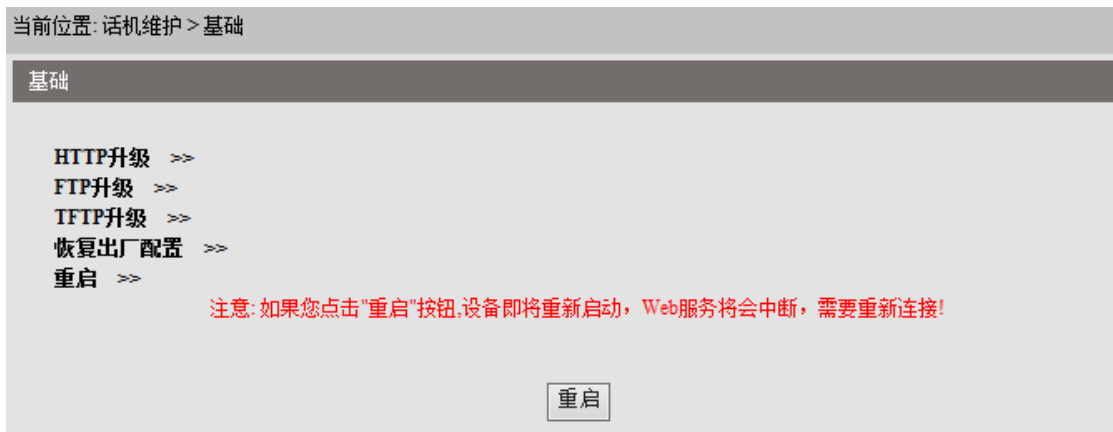 当前位置: 话机维护 > 基础
基础
HTTP升级 >>
FTP升级 >>
TFTP升级 >>
恢复出厂配置 >>
重启 >>
注意: 如果您点击"重启"按钮,设备即将重新启动，Web服务将会中断，需要重新连接!
重启